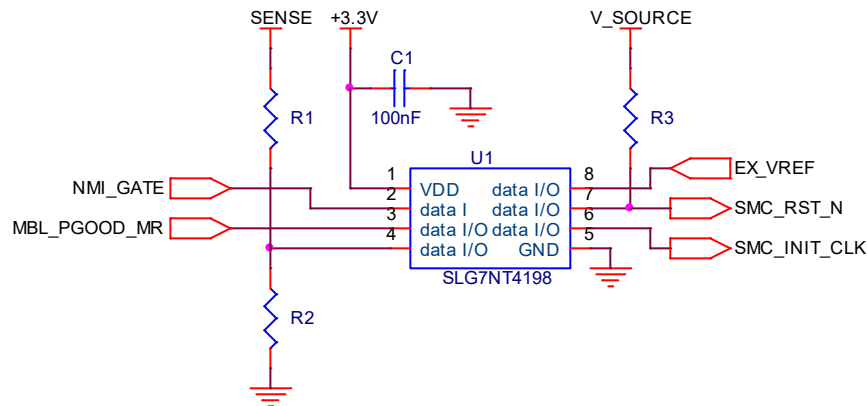 SENSE +3.3V V_SOURCE
C1
100nF
R1 R3
U1
1 VDD data I/O 8 EX_VREF
NMI_GATE 2 data I data I/O 7 SMC_RST_N
MBL_PGOOD_MR 3 data I/O data I/O 6
4 data I/O GND 5 SMC_INIT_CLK
SLG7NT4198
R2